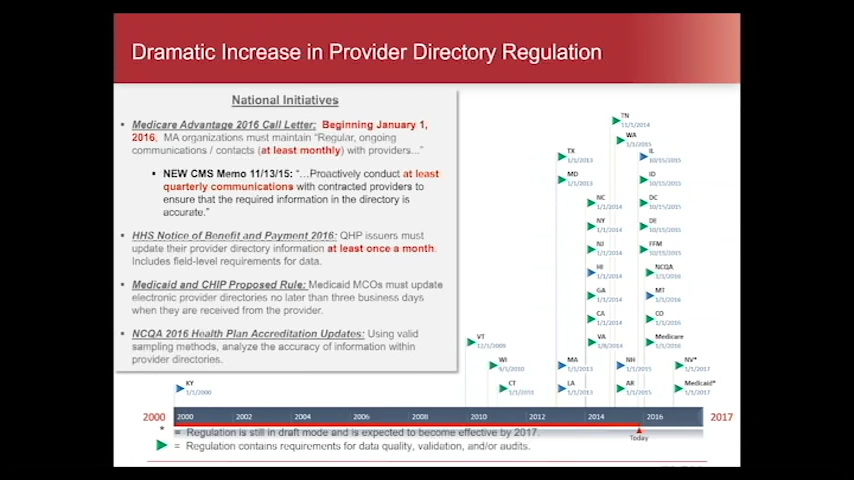 Dramatic Increase in Provider Directory Regulation
National Initiatives
Medicare Advantage 2016 Call Letter: Beginning January 1,
2016, MA organizations must maintain "Regular, ongoing
communications / contacts (at least monthly) with providers..."
NEW CMS Memo 11/13/15: "...Proactively conduct at least
quarterly communications with contracted providers to
ensure that the required information in the directory is
accurate."
HHS Notice of Benefit and Payment 2016: QHP issuers must
update their provider directory information at least once a month.
Includes field-level requirements for data.
Medicaid and CHIP Proposed Rule: Medicaid MCOs must update
electronic provider directories no later than three business days
when they are received from the provider.
NCQA 2016 Health Plan Accreditation Updates: Using valid
sampling methods, analyze the accuracy of information within
provider directories.
TN
11/1/2014
WA
1/1/2015
TX
1/1/2013
IL
10/15/2015
MD
1/1/2013
ID
10/15/2015
NC
1/1/2014
DC
10/15/2015
NY
1/1/2014
DE
10/15/2015
NJ
1/1/2014
FFM
10/15/2015
HI
1/1/2014
NCQA
1/1/2016
GA
1/1/2014
MT
1/1/2016
CA
1/1/2014
CO
1/1/2016
VT
VA
1/8/2014
Medicare
1/1/2016
WI
MA
1/1/2013
NH
1/1/2015
NV*
1/1/2017
KY
1/1/2000
CT
LA
1/1/2013
AR
1/1/2015
Medicaid*
1/1/2017
2000 2000 2002 2004 2006 2008 2010 2012 2014 2016 2017
Today
* = Regulation is still in draft mode and is expected to become effective by 2017.
= Regulation contains requirements for data quality, validation, and/or audits.